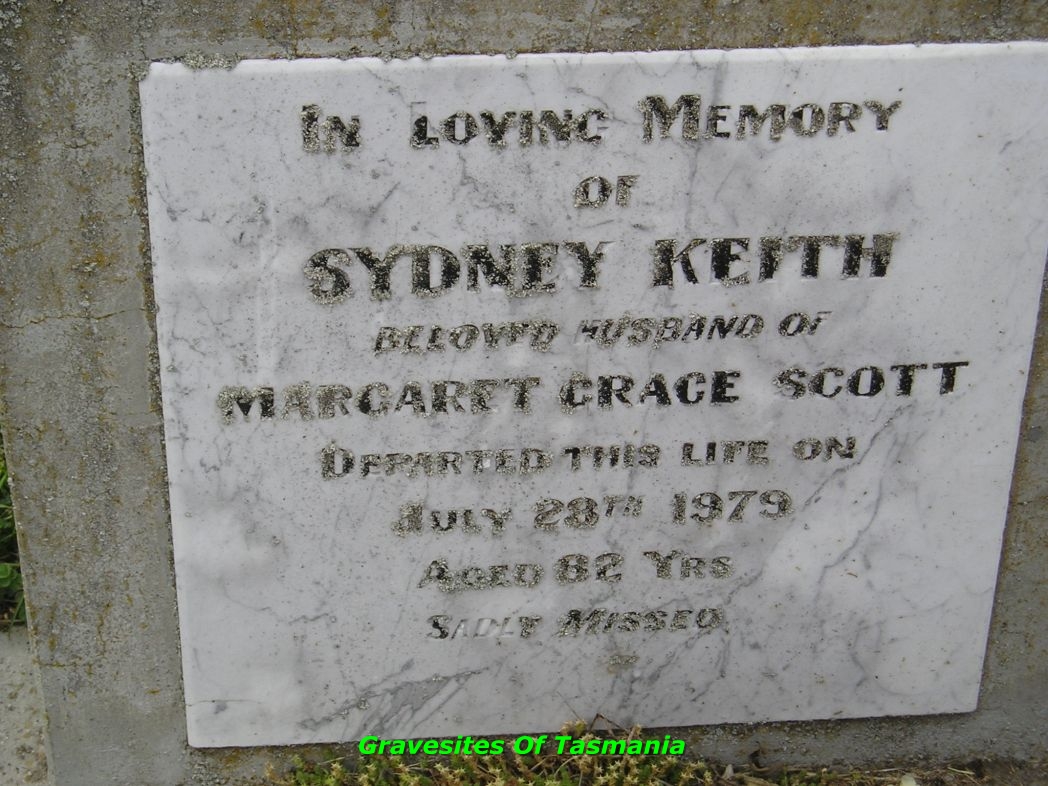 In Loving Memory
of
Sydney Keith
beloved husband of
Margaret Grace Scott
Departed this life on
July 28th 1979
Aged 82 Yrs
Sadly Missed
Gravesites Of Tasmania